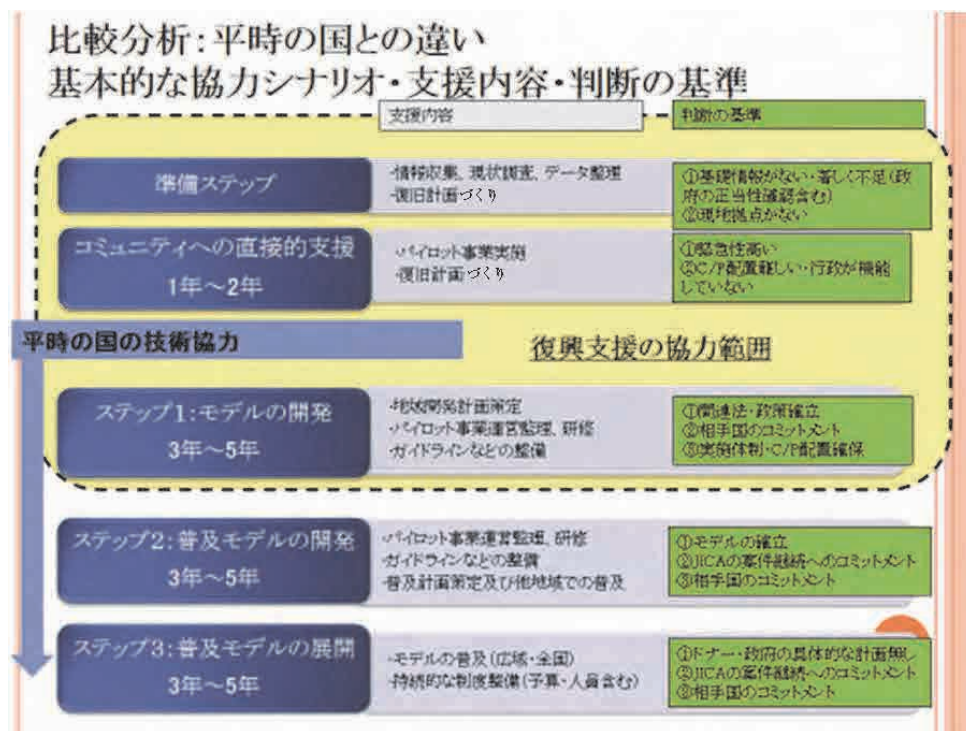 比較分析:平時の国との違い
基本的な協力シナリオ・支援内容・判断の基準
支援内容
判断の基準
準備ステップ
・情報収集、現状調査、データ整理
・復旧計画づくり
①基礎情報がない・著しく不足(政
府の正当性確認含む)
②現地拠点がない
コミュニティへの直接的支援
1年～2年
・パイロット事業実施
・復旧計画づくり
①緊急性高い
②C/P配置難しい・行政が機能
していない
平時の国の技術協力
復興支援の協力範囲
ステップ1:モデルの開発
3年～5年
・地域開発計画策定
・パイロット事業運営監理、研修
・ガイドラインなどの整備
①関連法・政策確立
②相手国のコミットメント
③実施体制・C/P配置確保
ステップ2:普及モデルの開発
3年～5年
・パイロット事業運営監理、研修
・ガイドラインなどの整備
・普及計画策定及び他地域での普及
①モデルの確立
②JICAの案件継続へのコミットメント
③相手国のコミットメント
ステップ3:普及モデルの展開
3年～5年
・モデルの普及(広域・全国)
・持続的な制度整備(予算・人員含む)
①ドナー・政府の具体的な計画無し
②JICAの案件継続へのコミットメント
③相手国のコミットメント